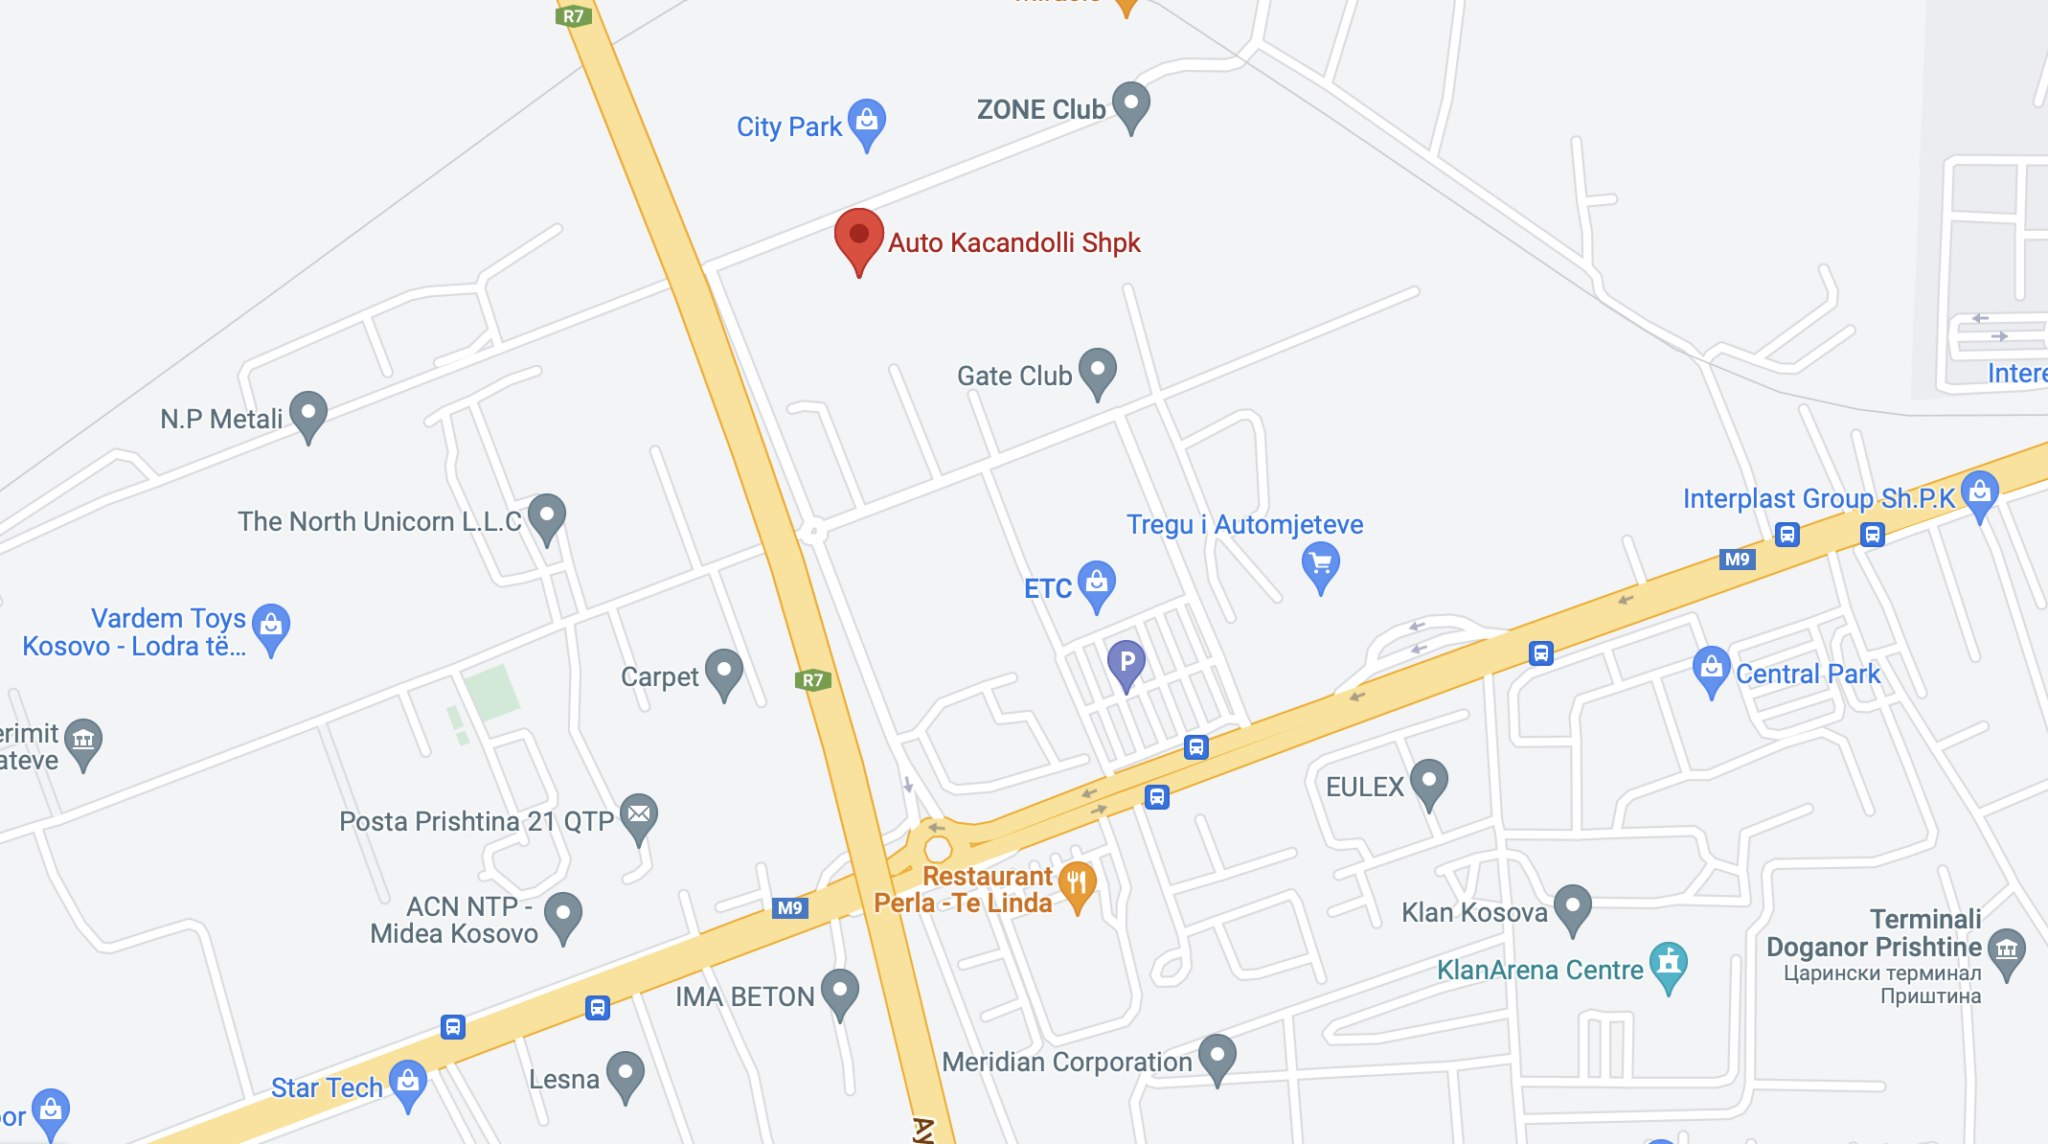 R7
City Park
ZONE Club
Auto Kacandolli Shpk
Gate Club
N.P Metali
Intere
The North Unicorn L.L.C
Tregu i Automjeteve
Interplast Group Sh.P.K
M9
ETC
Vardem Toys
Kosovo - Lodra të...
Carpet
R7
P
Central Park
erimit
ateve
EULEX
Posta Prishtina 21 QTP
Restaurant
Perla -Te Linda
M9
ACN NTP -
Midea Kosovo
Klan Kosova
Terminali
Doganor Prishtine
Царински терминал
Приштина
KlanArena Centre
IMA BETON
Meridian Corporation
Lesna
Star Tech
or
Ay